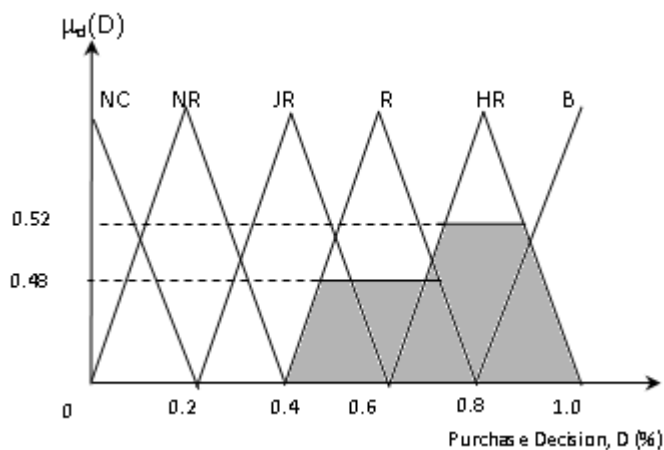 μd(D)
NC NR JR R HR B
0.52
0.48
0 0.2 0.4 0.6 0.8 1.0
Purchase Decision, D (%)